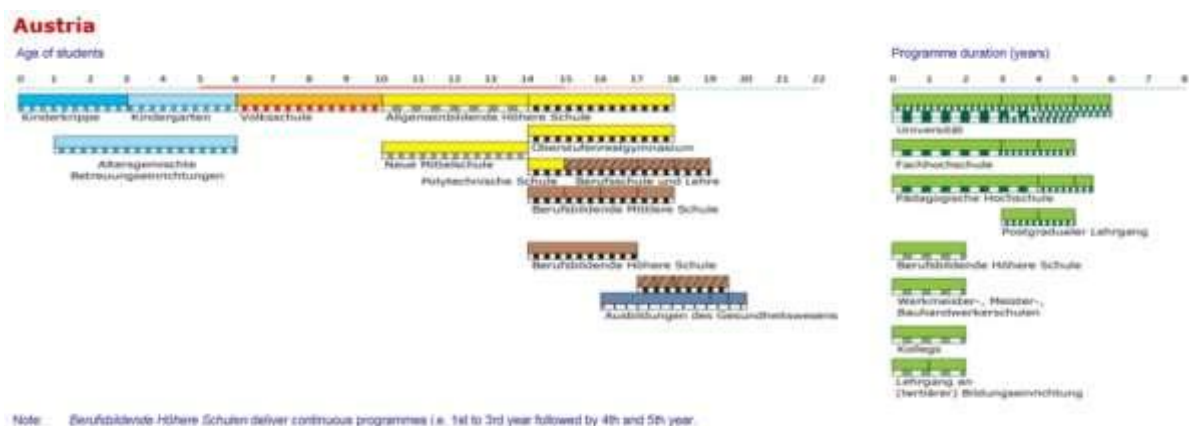 Austria
Age of students
Programme duration (years)
0 1 2 3 4 5 6 7 8 9 10 11 12 13 14 15 16 17 18 19 20 21 22
0 1 2 3 4 5 6 7 8
Kinderkrippe
Kindergarten
Volksschule
Allgemeinbildende Höhere Schule
Altersgemischte
Betreuungseinrichtungen
Oberstufenrealgymnasium
Neue Mittelschule
Polytechnische Schule
Berufsschule und Lehre
Berufsbildende Mittlere Schule
Berufsbildende Höhere Schule
Ausbildungen des Gesundheitswesens
Universität
Fachhochschule
Pädagogische Hochschule
Postgradualer Lehrgang
Berufsbildende Höhere Schule
Werkmeister-, Meister-,
Bauhandwerkerschulen
Kollegs
Lehrgang an
(tertiärer) Bildungseinrichtung
Note: Berufsbildende Höhere Schulen deliver continuous programmes i.e. 1st to 3rd year followed by 4th and 5th year.